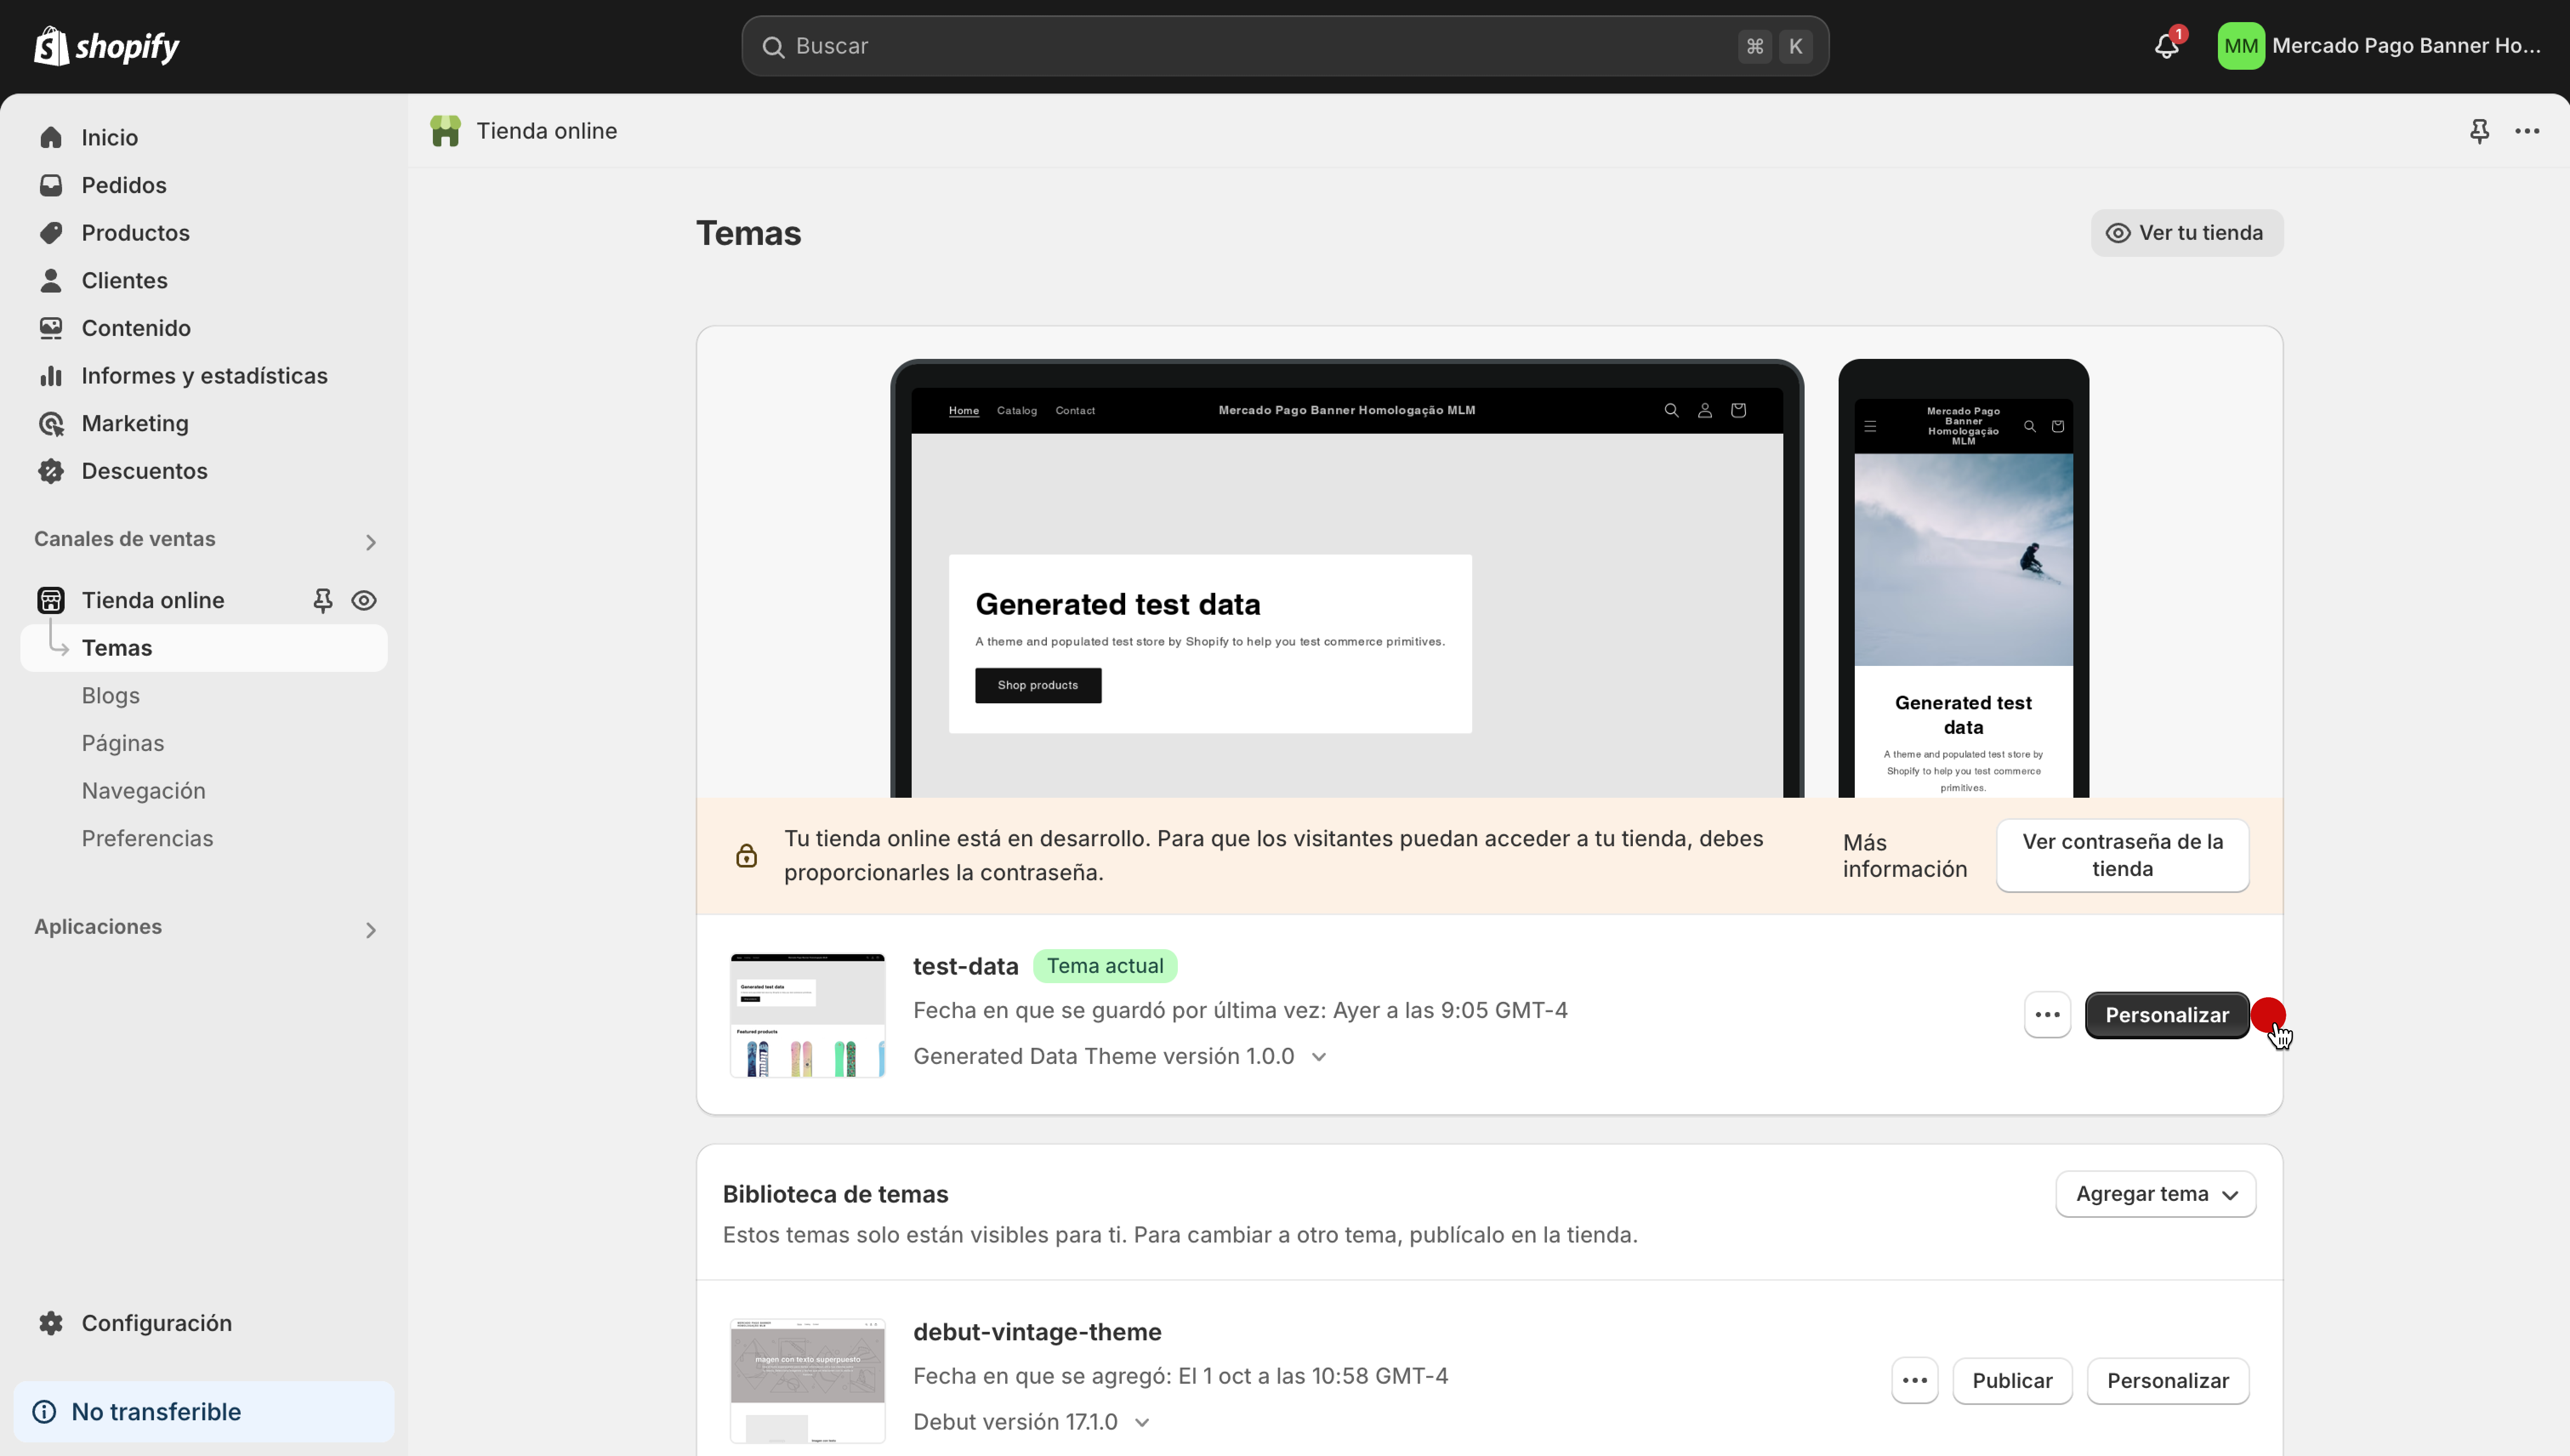 shopify
Buscar
⌘ K
1
MM Mercado Pago Banner Ho...
Inicio
Pedidos
Productos
Clientes
Contenido
Informes y estadísticas
Marketing
Descuentos
Canales de ventas
Tienda online
Temas
Blogs
Páginas
Navegación
Preferencias
Aplicaciones
Configuración
No transferible
Tienda online
Temas
Ver tu tienda
Home Catalog Contact
Mercado Pago Banner Homologação MLM
Generated test data
A theme and populated test store by Shopify to help you test commerce primitives.
Shop products
Mercado Pago
Banner
Homologação
MLM
Generated test
data
A theme and populated test store by
Shopify to help you test commerce
primitives.
Tu tienda online está en desarrollo. Para que los visitantes puedan acceder a tu tienda, debes
proporcionarles la contraseña.
Más
información
Ver contraseña de la
tienda
Generated test data
Featured products
test-data Tema actual
Fecha en que se guardó por última vez: Ayer a las 9:05 GMT-4
Generated Data Theme versión 1.0.0
Personalizar
Biblioteca de temas
Agregar tema
Estos temas solo están visibles para ti. Para cambiar a otro tema, publícalo en la tienda.
magen con texto superpuesto
debut-vintage-theme
Fecha en que se agregó: El 1 oct a las 10:58 GMT-4
Debut versión 17.1.0
Publicar
Personalizar